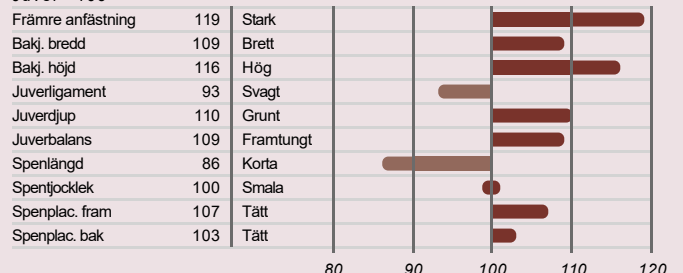 Främre anfästning 119 Stark
Bakj. bredd 109 Brett
Bakj. höjd 116 Hög
Juverligament 93 Svagt
Juverdjup 110 Grunt
Juverbalans 109 Framtungt
Spenlängd 86 Korta
Spentjocklek 100 Smala
Spenplac. fram 107 Tätt
Spenplac. bak 103 Tätt
80 90 100 110 120